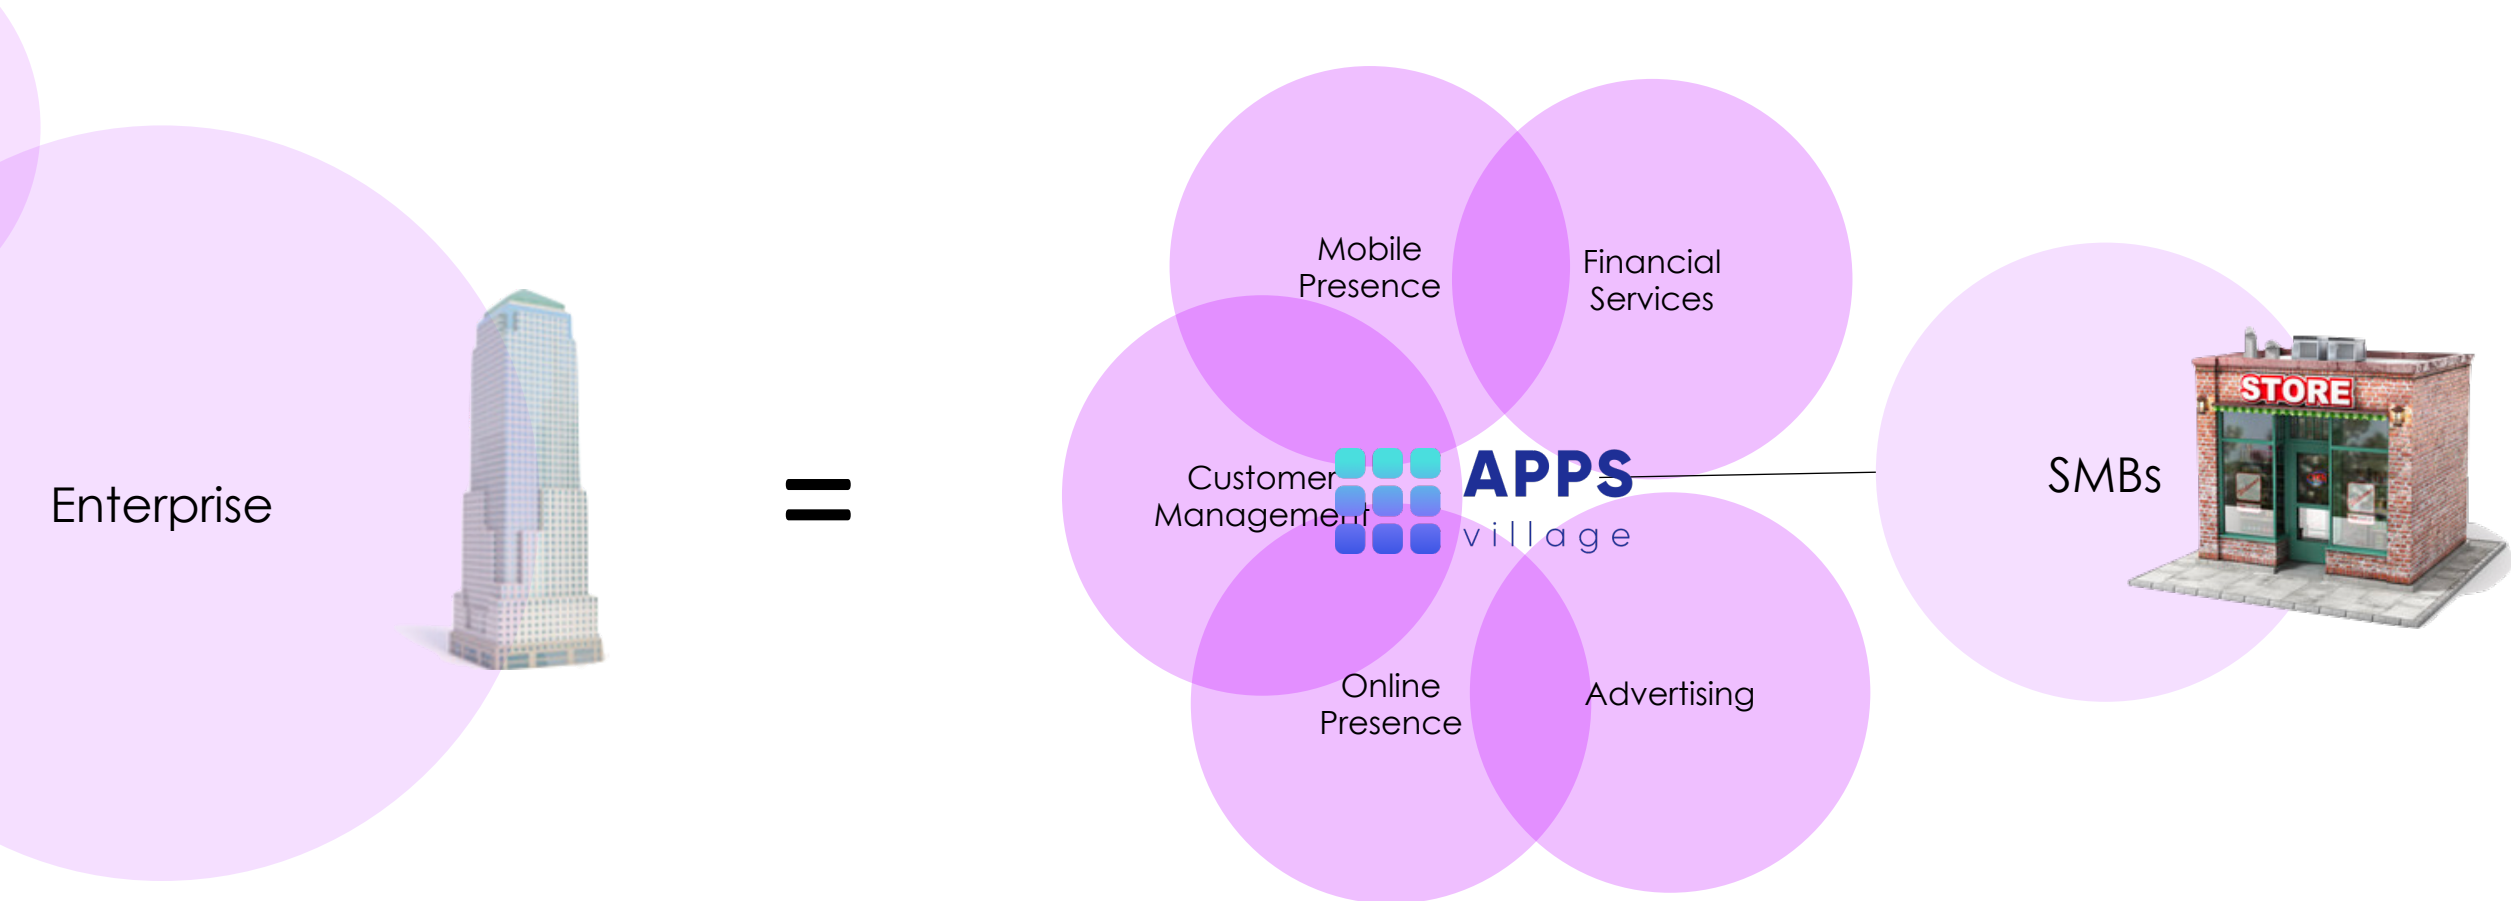 Enterprise
=
Mobile
Presence
Financial
Services
Customer
Management
APPS
village
Online
Presence
Advertising
SMBs
STORE